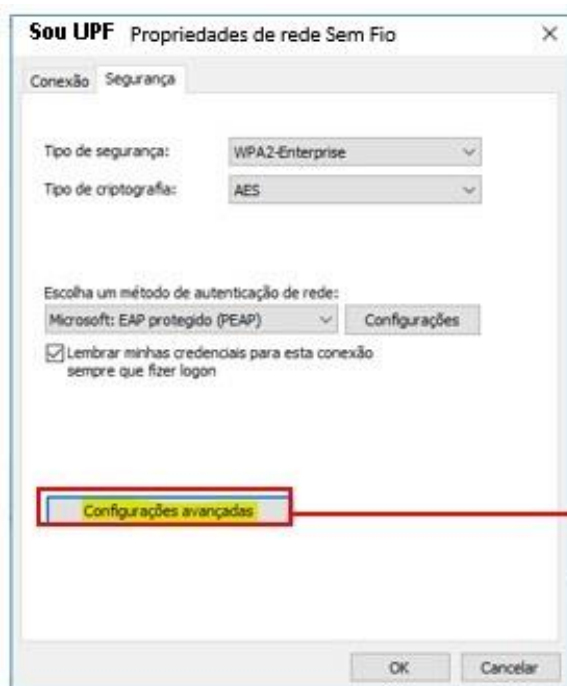 Sou UPF Propriedades de rede Sem Fio
Conexão Segurança
Tipo de segurança: WPA2-Enterprise
Tipo de criptografia: AES
Escolha um método de autenticação de rede:
Microsoft: EAP protegido (PEAP) Configurações
Lembrar minhas credenciais para esta conexão
sempre que fizer logon
Configurações avançadas
OK Cancelar